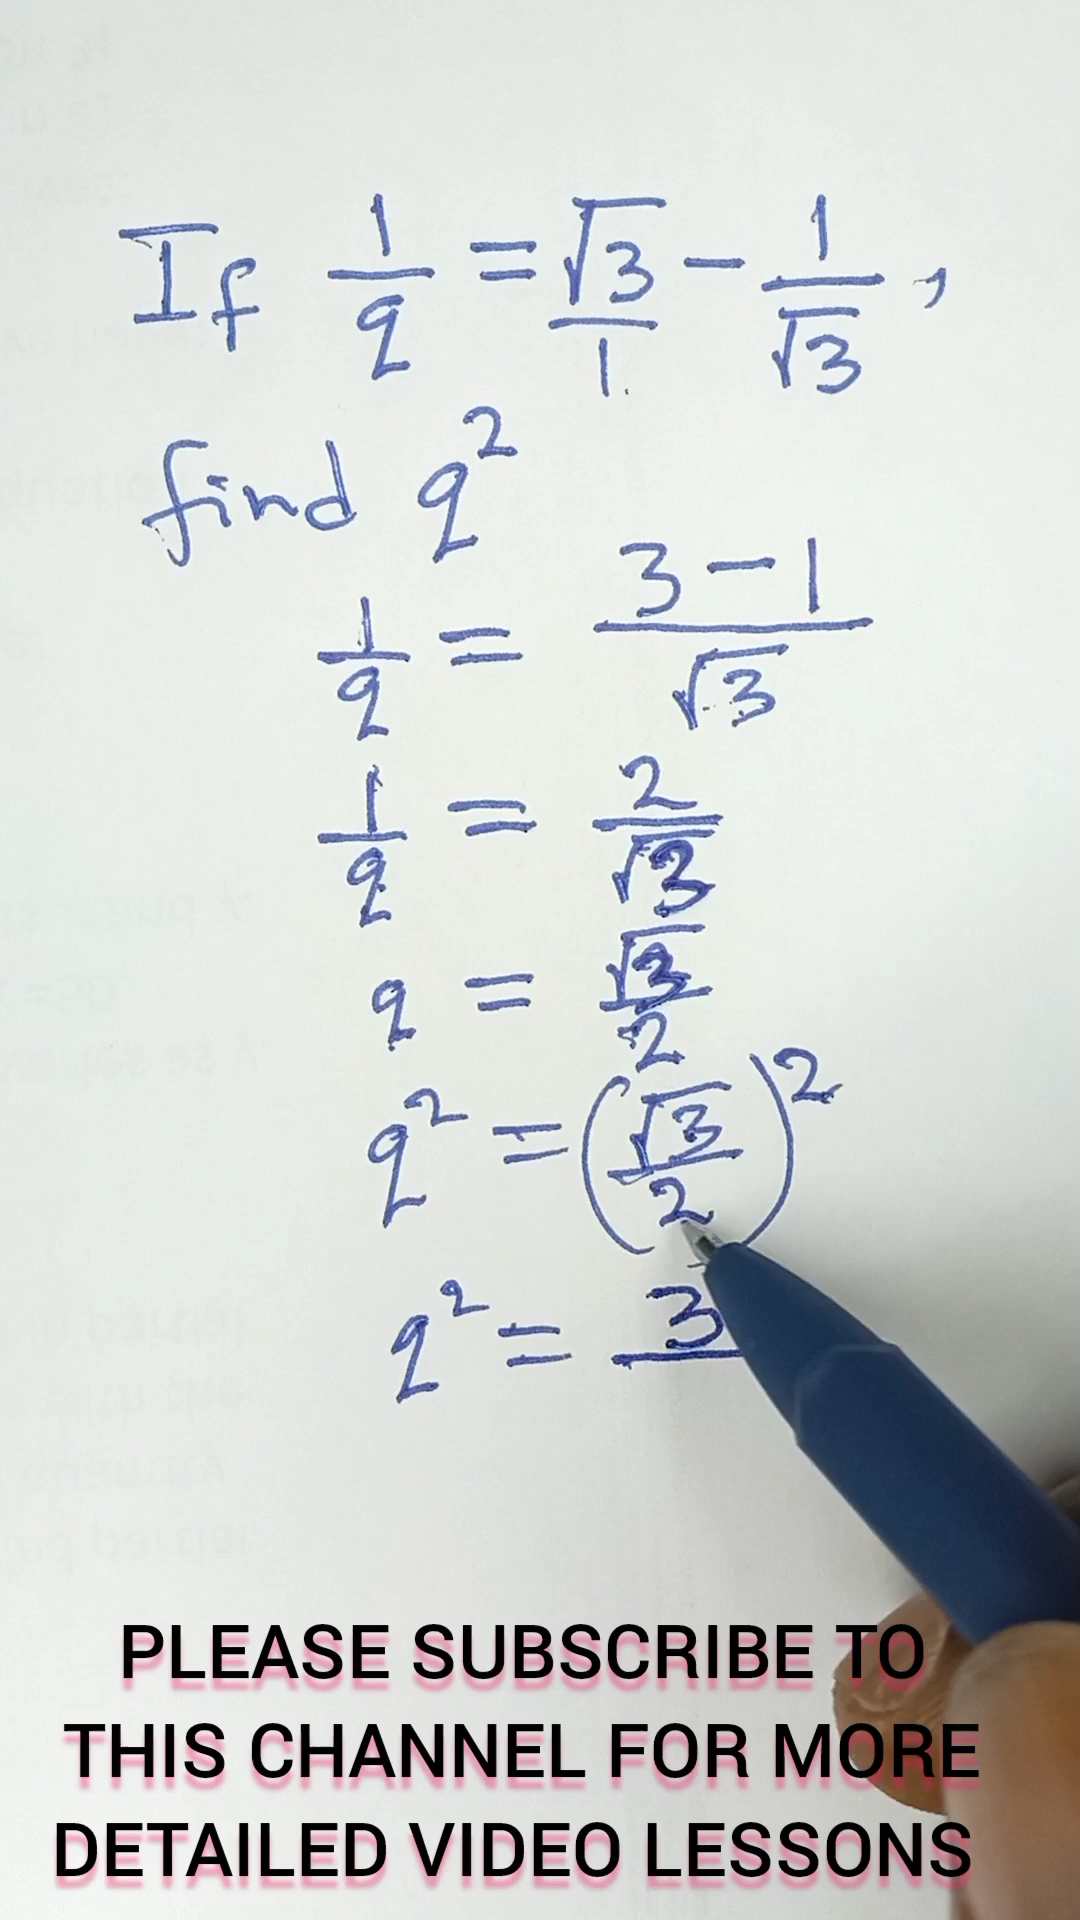 If 1/q = √3/1 - 1/√3,
find q²
1/q = 3-1/√3
1/q = 2/√3
q = √3/2
q² = (√3/2)²
q² = 3
PLEASE SUBSCRIBE TO
THIS CHANNEL FOR MORE
DETAILED VIDEO LESSONS